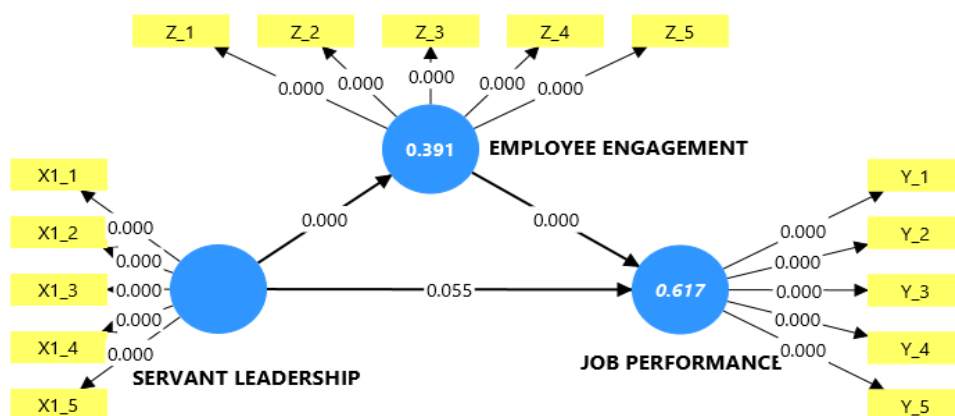 Z_1 Z_2 Z_3 Z_4 Z_5
0.000 0.000 0.000 0.000 0.000
0.391 EMPLOYEE ENGAGEMENT
X1_1
X1_2
X1_3
X1_4
X1_5
0.000
0.000
0.000
0.000
0.000
SERVANT LEADERSHIP
0.000
0.000
0.055
0.617
JOB PERFORMANCE
0.000
0.000
0.000
0.000
0.000
Y_1
Y_2
Y_3
Y_4
Y_5